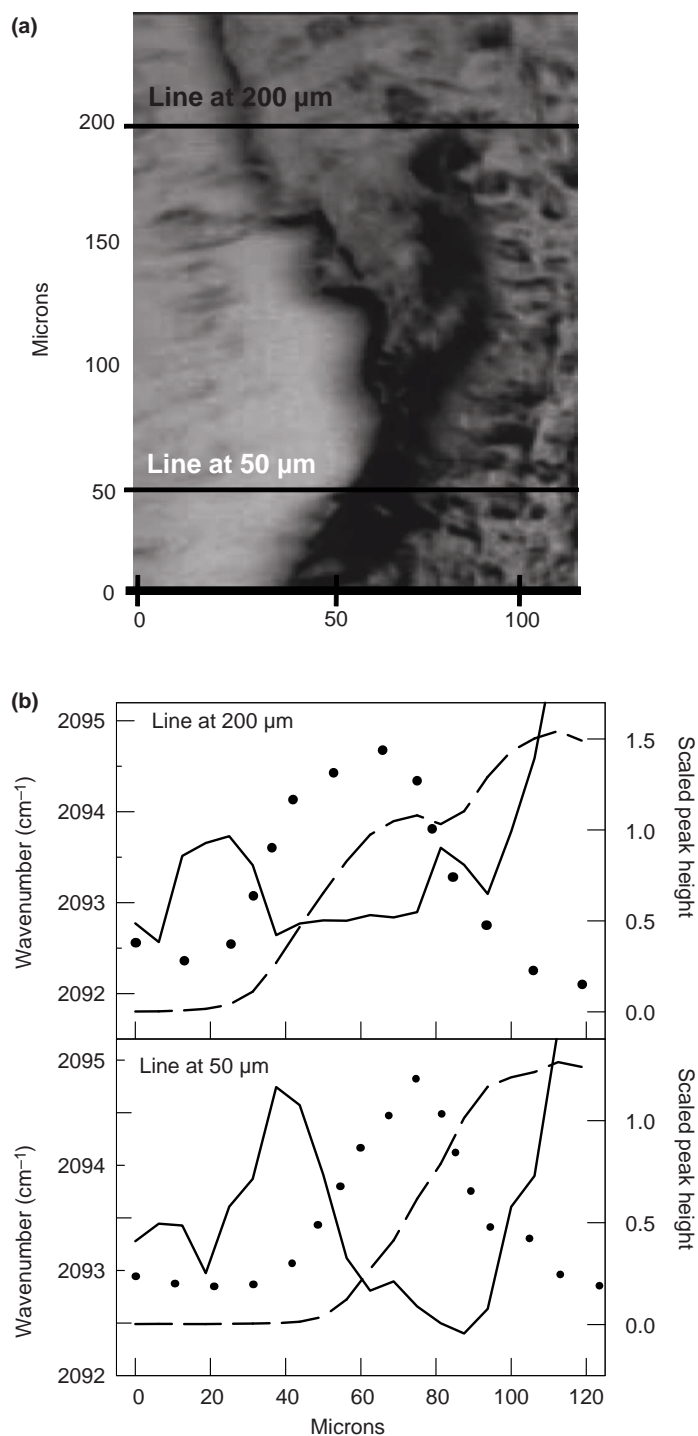 (a)
Line at 200 µm
200
150
Microns
100
Line at 50 µm
50
0
0 50 100
(b)
2095 Line at 200 µm
1.5
2094
1.0
Wavenumber (cm–1)
Scaled peak height
2093
0.5
2092
0.0
2095 Line at 50 µm
1.0
2094
Wavenumber (cm–1)
Scaled peak height
0.5
2093
0.0
2092
0 20 40 60 80 100 120
Microns